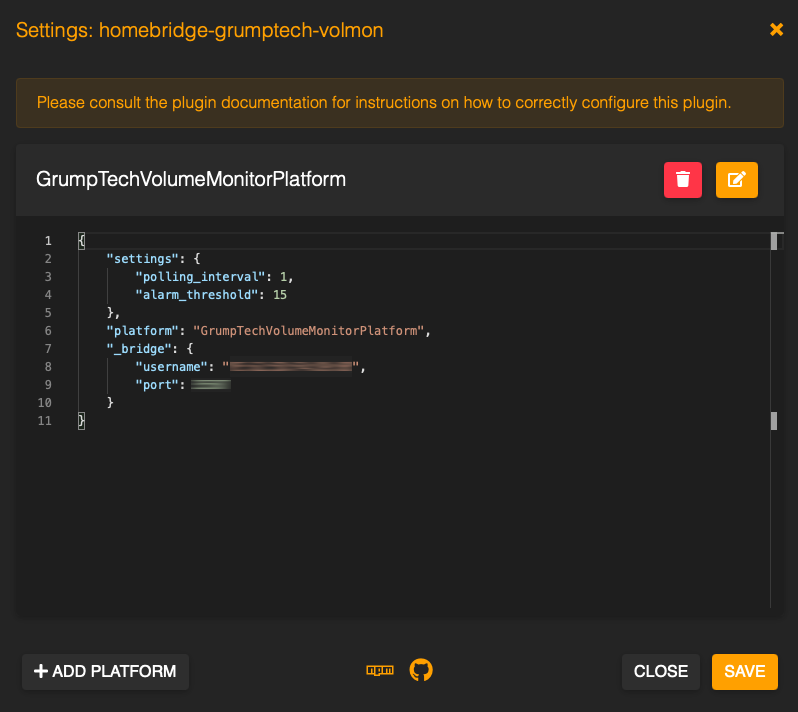 Settings: homebridge-grumptech-volmon
Please consult the plugin documentation for instructions on how to correctly configure this plugin.
GrumpTechVolumeMonitorPlatform
1 {
2 "settings": {
3 "polling_interval": 1,
4 "alarm_threshold": 15
5 },
6 "platform": "GrumpTechVolumeMonitorPlatform",
7 "_bridge": {
8 "username": "",
9 "port":
10 }
11 }
+ ADD PLATFORM
npm
CLOSE
SAVE